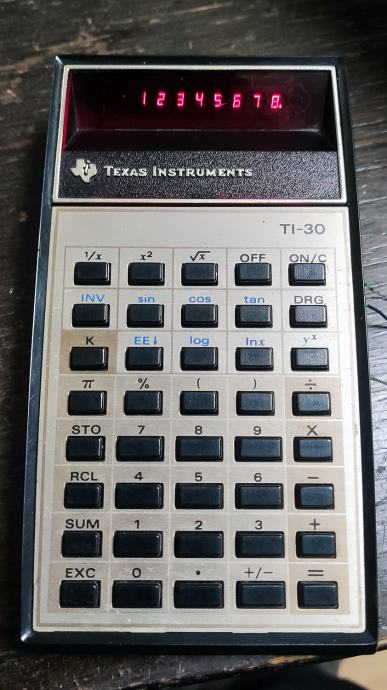 12345678.
TEXAS INSTRUMENTS
TI-30
1/x x² √x OFF ON/C
INV sin cos tan DRG
K EE↓ log lnx yˣ
π % ( ) ÷
STO 7 8 9 X
RCL 4 5 6 −
SUM 1 2 3 +
EXC 0 • +/− =